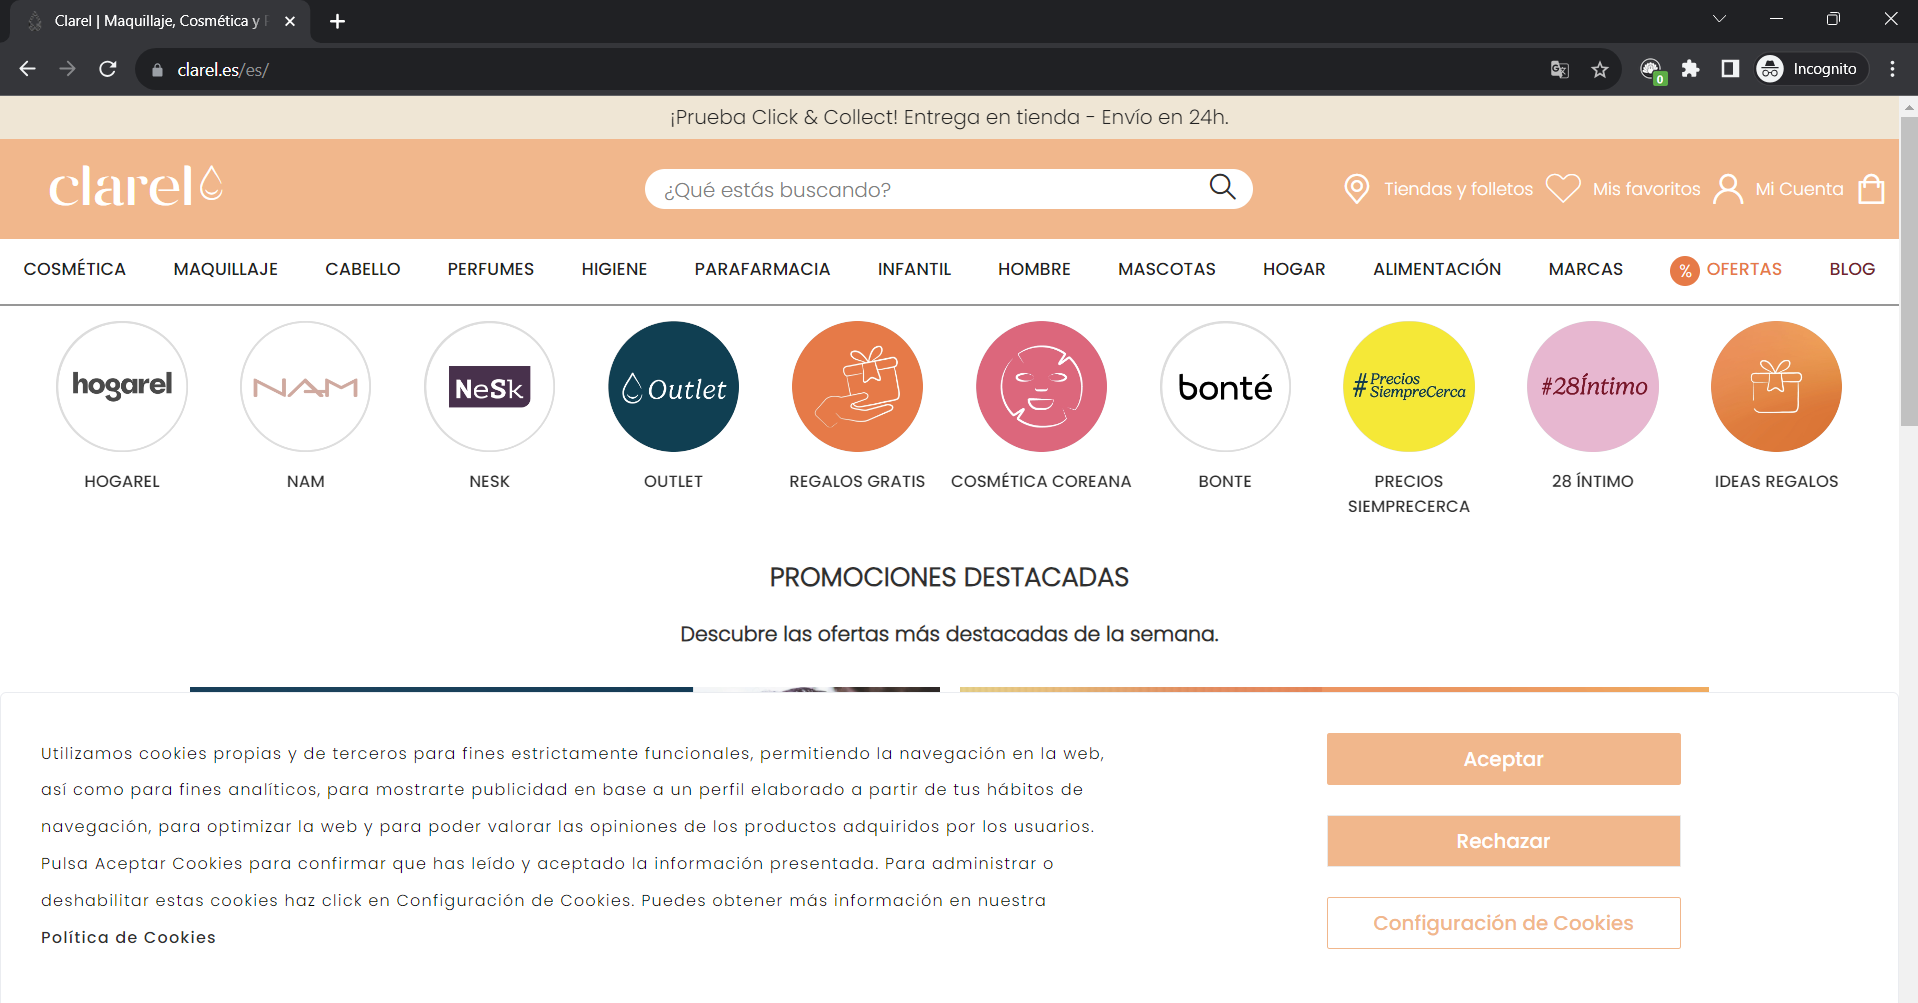 Clarel | Maquillaje, Cosmética y
clarel.es/es/
0
Incognito
¡Prueba Click & Collect! Entrega en tienda - Envío en 24h.
clarel
¿Qué estás buscando?
Tiendas y folletos
Mis favoritos
Mi Cuenta
COSMÉTICA
MAQUILLAJE
CABELLO
PERFUMES
HIGIENE
PARAFARMACIA
INFANTIL
HOMBRE
MASCOTAS
HOGAR
ALIMENTACIÓN
MARCAS
% OFERTAS
BLOG
hogarel
NAM
NeSk
Outlet
bonté
#Precios
SiempreCerca
#28Íntimo
HOGAREL
NAM
NESK
OUTLET
REGALOS GRATIS
COSMÉTICA COREANA
BONTE
PRECIOS
SIEMPRECERCA
28 ÍNTIMO
IDEAS REGALOS
PROMOCIONES DESTACADAS
Descubre las ofertas más destacadas de la semana.
Utilizamos cookies propias y de terceros para fines estrictamente funcionales, permitiendo la navegación en la web,
así como para fines analíticos, para mostrarte publicidad en base a un perfil elaborado a partir de tus hábitos de
navegación, para optimizar la web y para poder valorar las opiniones de los productos adquiridos por los usuarios.
Pulsa Aceptar Cookies para confirmar que has leído y aceptado la información presentada. Para administrar o
deshabilitar estas cookies haz click en Configuración de Cookies. Puedes obtener más información en nuestra
Política de Cookies
Aceptar
Rechazar
Configuración de Cookies